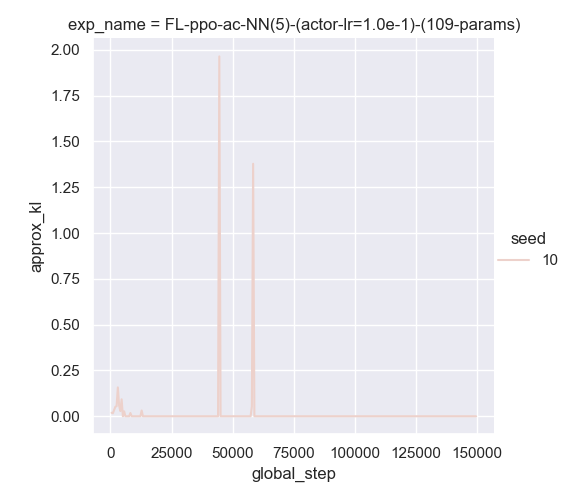 exp_name = FL-ppo-ac-NN(5)-(actor-lr=1.0e-1)-(109-params)
2.00
1.75
1.50
1.25
1.00
0.75
0.50
0.25
0.00
approx_kl
0 25000 50000 75000 100000 125000 150000
global_step
seed
10